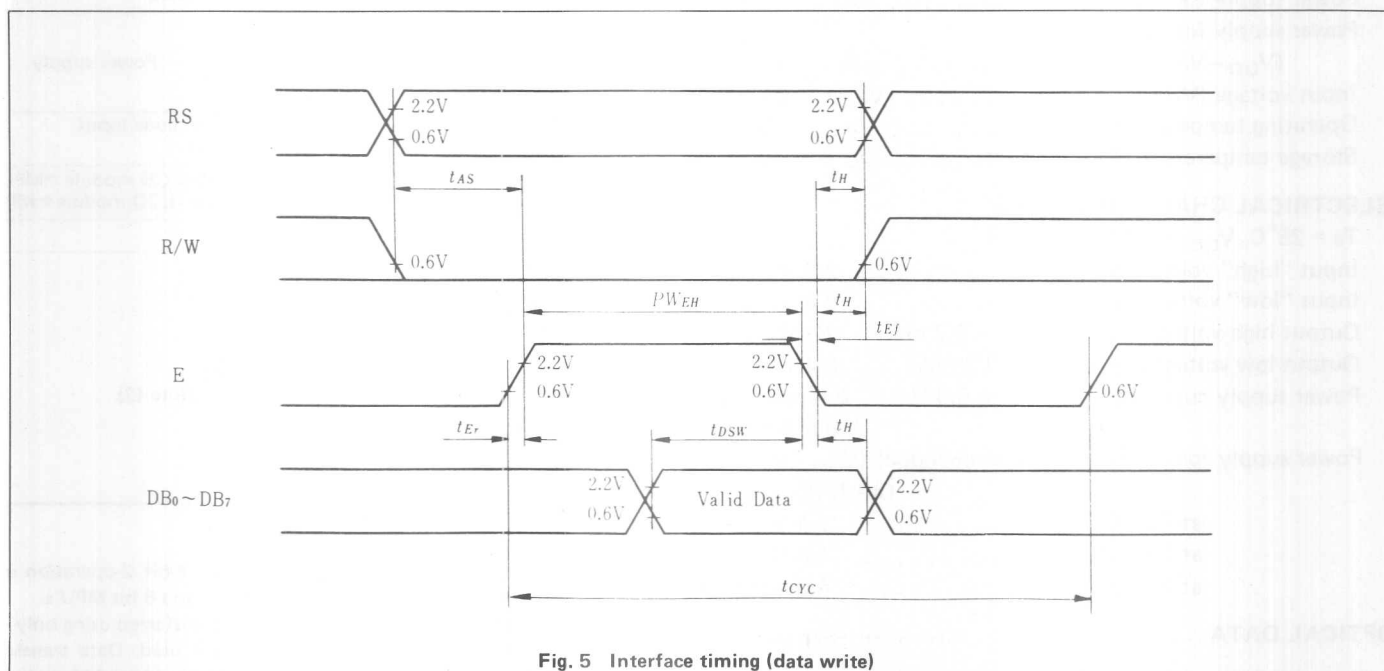 RS
2.2V
0.6V
2.2V
0.6V
tAS
tH
R/W
0.6V
0.6V
PWEH
tH
tEf
E
2.2V
0.6V
2.2V
0.6V
0.6V
tEr
tDSW
tH
DB₀~DB₇
2.2V
0.6V
Valid Data
2.2V
0.6V
tCYC
Fig. 5 Interface timing (data write)